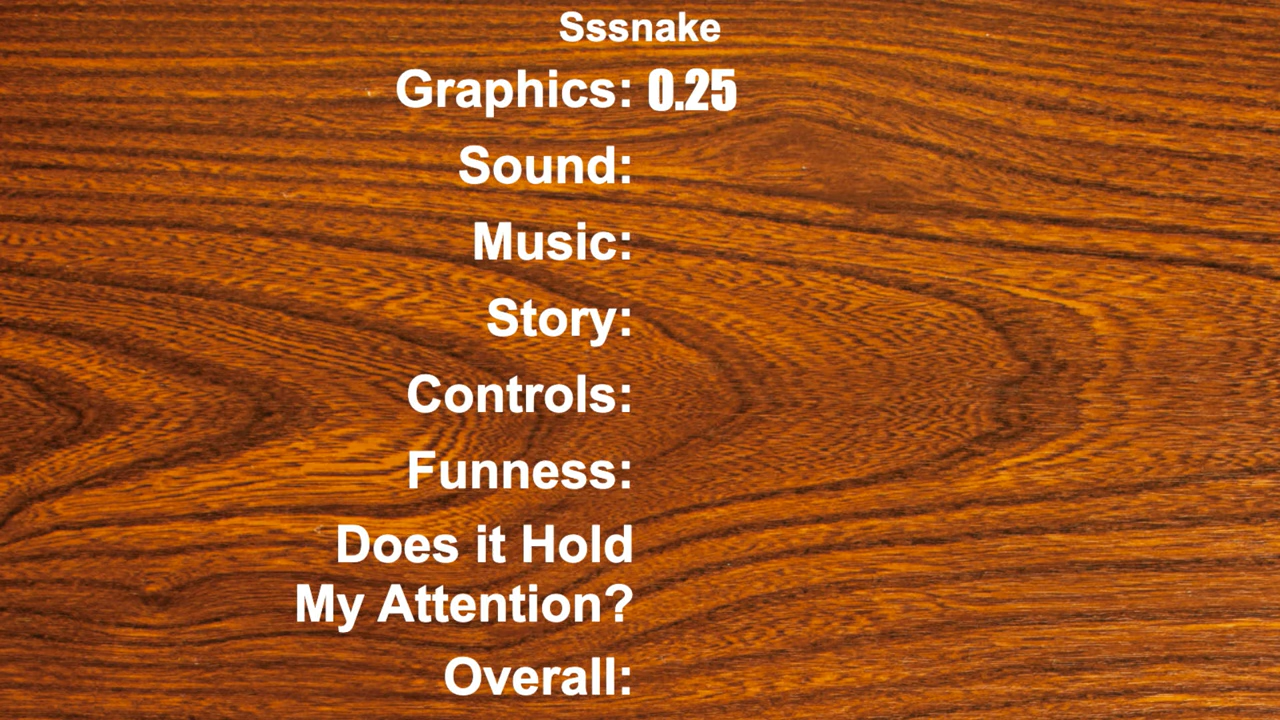 Sssnake
Graphics: 0.25
Sound:
Music:
Story:
Controls:
Funness:
Does it Hold
My Attention?
Overall: